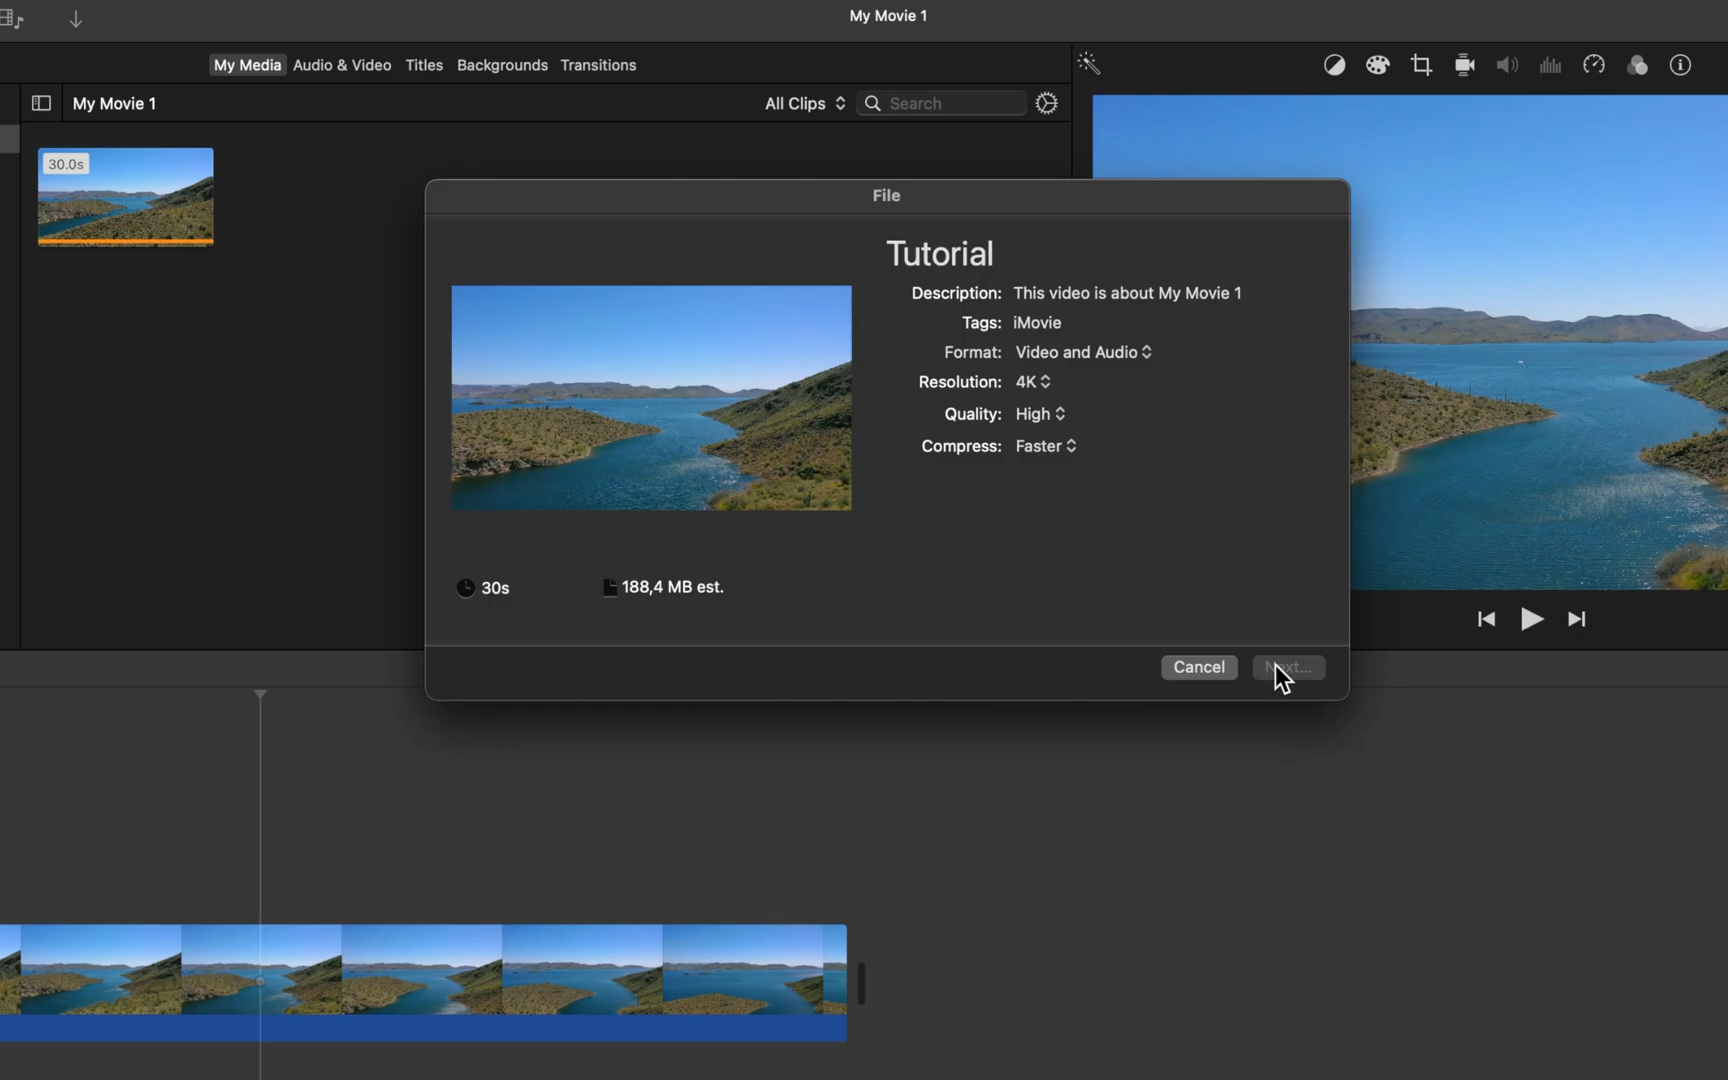 My Movie 1
My Media Audio & Video Titles Backgrounds Transitions
My Movie 1
All Clips
Search
30.0s
File
Tutorial
Description: This video is about My Movie 1
Tags: iMovie
Format: Video and Audio
Resolution: 4K
Quality: High
Compress: Faster
30s
188,4 MB est.
Cancel
Next...